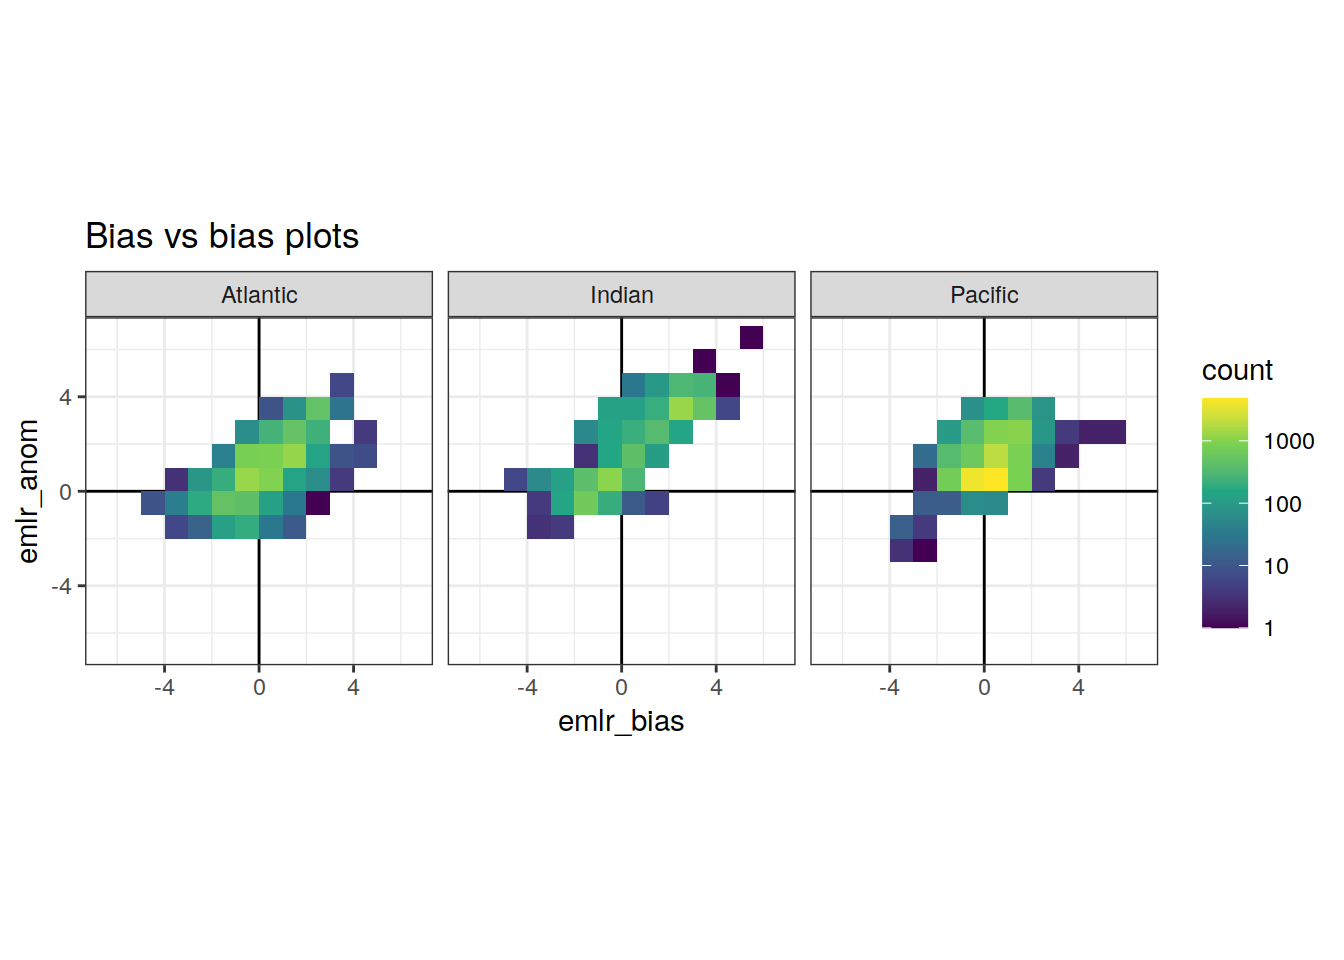 Bias vs bias plots
Atlantic
Indian
Pacific
emlr_anom
4
0
-4
-4 0 4
-4 0 4
-4 0 4
emlr_bias
count
1000
100
10
1